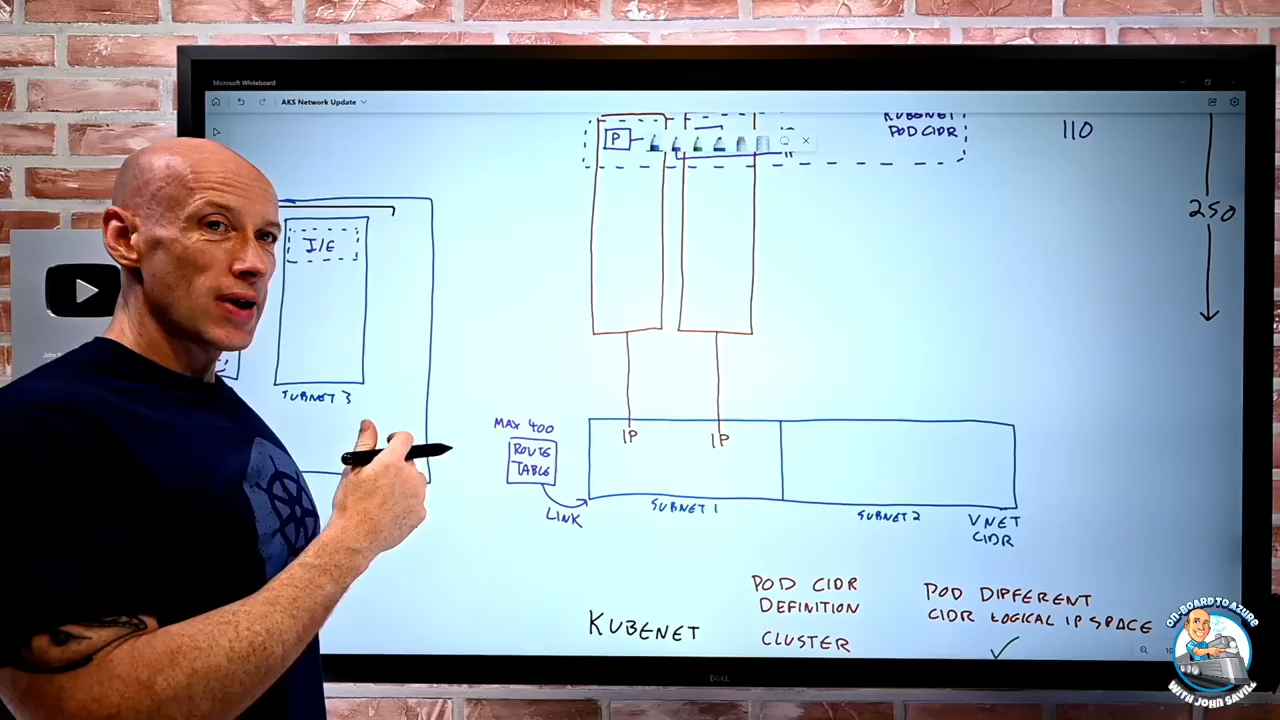 Microsoft Whiteboard
AKS Network Update
KUBENET
POD CIDR
110
P
250
I/E
SUBNET 3
MAX 400
ROUTE
TABLE
LINK
IP
IP
SUBNET 1
SUBNET 2
VNET
CIDR
POD CIDR
DEFINITION
CLUSTER
POD DIFFERENT
CIDR LOGICAL IP SPACE
KUBENET
DELL
ON-BOARD TO AZURE
WITH JOHN SAVILL